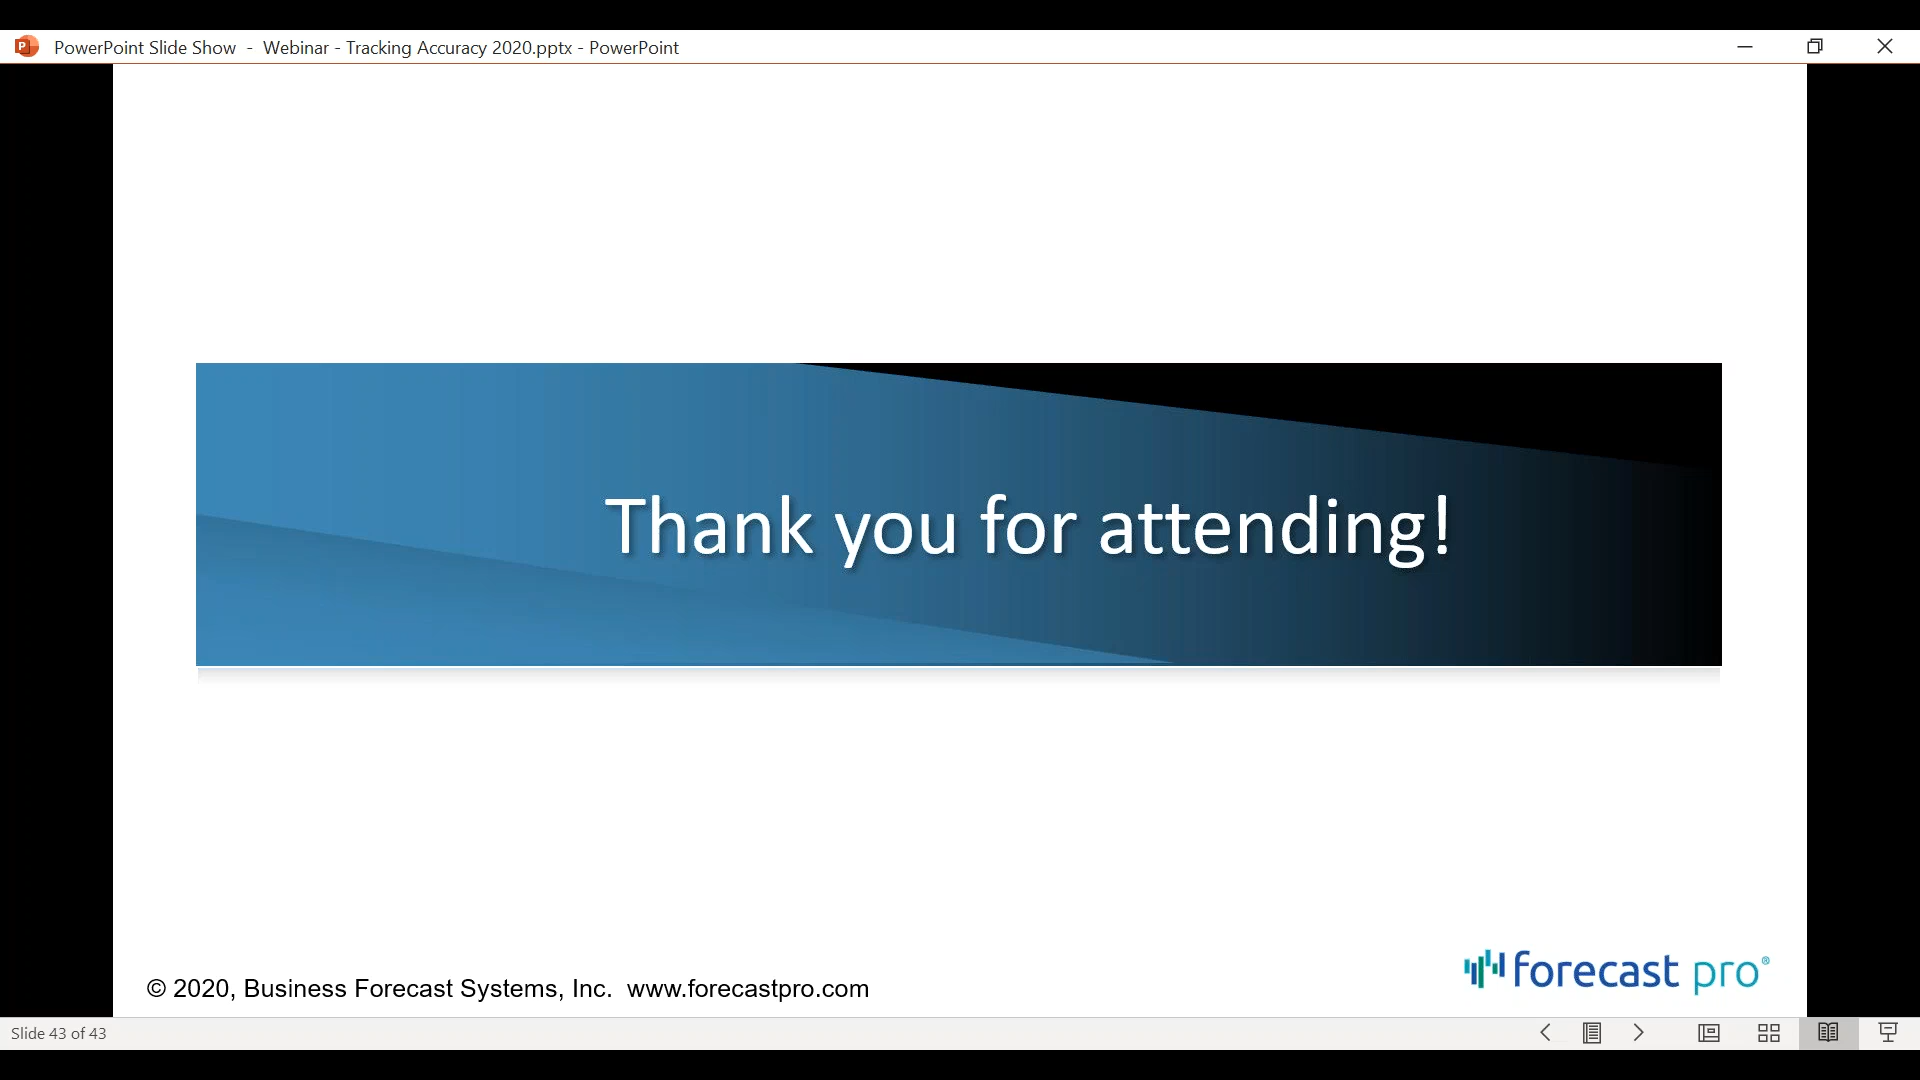 PowerPoint Slide Show - Webinar - Tracking Accuracy 2020.pptx - PowerPoint
Thank you for attending!
© 2020, Business Forecast Systems, Inc. www.forecastpro.com
forecast pro®
Slide 43 of 43